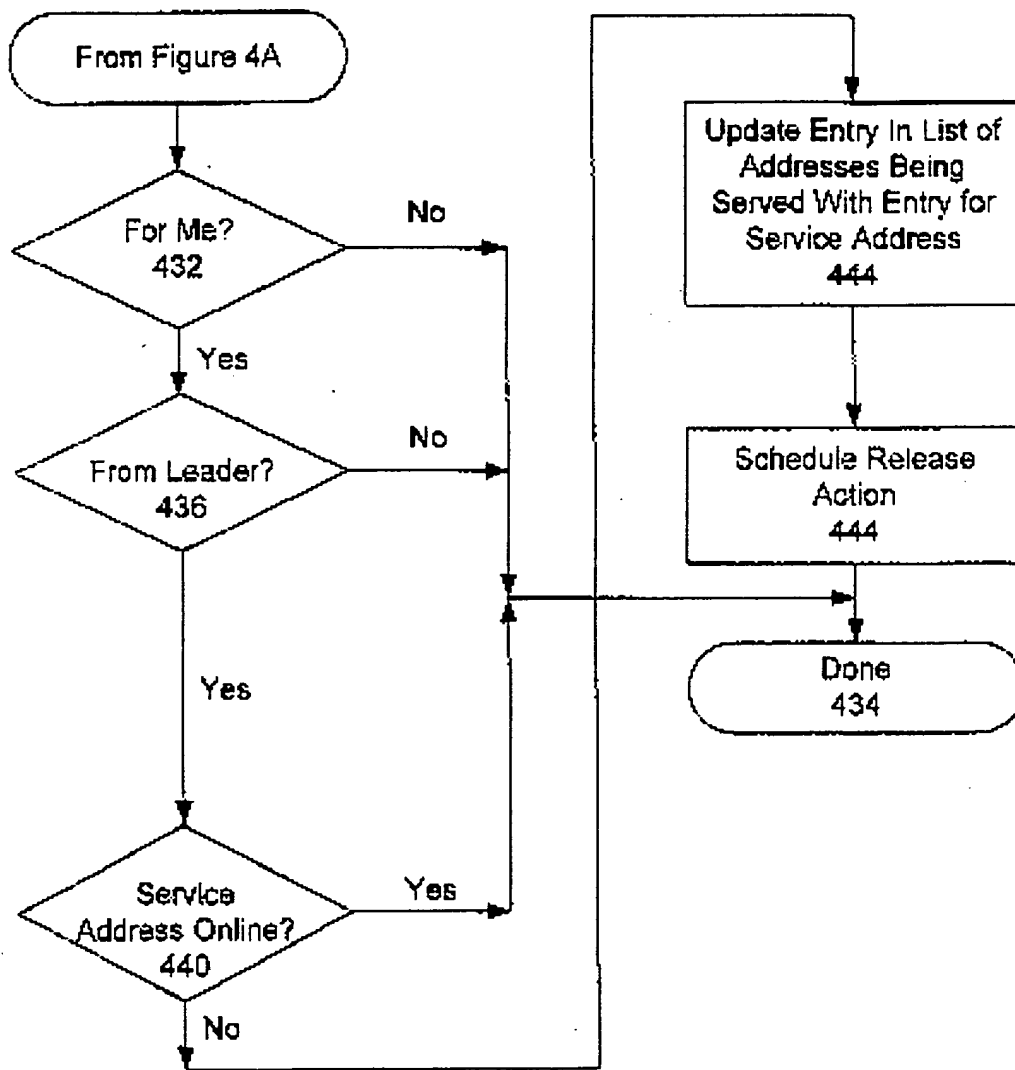 From Figure 4A
For Me?
432
No
Yes
From Leader?
436
No
Yes
Service
Address Online?
440
Yes
No
Update Entry In List of
Addresses Being
Served With Entry for
Service Address
444
Schedule Release
Action
444
Done
434